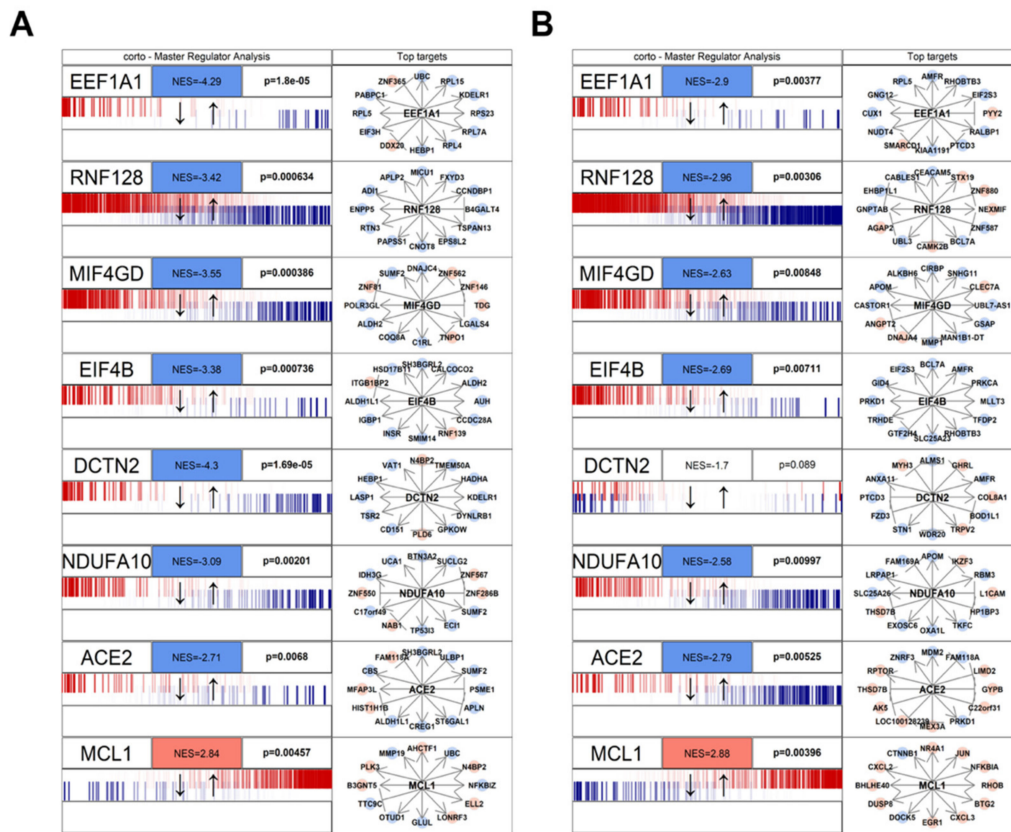 A
corto - Master Regulator Analysis
Top targets
EEF1A1
NES=-4.29
p=1.8e-05
UBC
RPL15
KDELR1
RPS23
RPL7A
RPL4
HEBP1
DDX20
EIF3H
RPL5
PABPC1
ZNF365
EEF1A1
RNF128
NES=-3.42
p=0.000634
MICU1
FXYD3
CCNDBP1
B4GALT4
TSPAN13
EPS8L2
CNOT8
PAPSS1
RTN3
ENPP5
ADI1
APLP2
RNF128
MIF4GD
NES=-3.55
p=0.000386
DNAJC4
ZNF562
ZNF146
TDG
LGALS4
TNPO1
C1RL
COQ8A
ALDH2
POLR3GL
ZNF81
SUMF2
MIF4GD
EIF4B
NES=-3.38
p=0.000736
SH3BGRL2
CALCOCO2
ALDH2
AUH
CCDC28A
RNF139
SMIM14
INSR
IGBP1
ALDH1L1
ITGB1BP2
HSD17B11
EIF4B
DCTN2
NES=-4.3
p=1.69e-05
N4BP2
TMEM50A
HADHA
KDELR1
DYNLRB1
GPKOW
PLD6
CD151
TSR2
LASP1
HEBP1
VAT1
DCTN2
NDUFA10
NES=-3.09
p=0.00201
BTN3A2
SUCLG2
ZNF567
ZNF286B
SUMF2
ECI1
TP53I3
NAB1
C17orf49
ZNF550
IDH3G
UCA1
NDUFA10
ACE2
NES=-2.71
p=0.0068
SH3BGRL2
ULBP1
SUMF2
PSME1
APLN
ST6GAL1
CREG1
ALDH1L1
HIST1H1B
MFAP3L
CBS
FAM118A
ACE2
MCL1
NES=2.84
p=0.00457
AHCTF1
UBC
N4BP2
NFKBIZ
ELL2
LONRF3
GLUL
OTUD1
TTC9C
B3GNT5
PLK3
MMP19
MCL1
B
corto - Master Regulator Analysis
Top targets
EEF1A1
NES=-2.9
p=0.00377
AMFR
RHOBTB3
EIF2S3
PYY2
RALBP1
PTCD3
KIAA1191
SMARCD1
NUDT4
CUX1
GNG12
RPL5
EEF1A1
RNF128
NES=-2.96
p=0.00306
CEACAM5
STX19
ZNF880
NEXMIF
ZNF587
BCL7A
CAMK2B
UBL3
AGAP2
GNPTAB
EHBP1L1
CABLES1
RNF128
MIF4GD
NES=-2.63
p=0.00848
CIRBP
SNHG11
CLEC7A
UBL7-AS1
GSAP
MAN1B1-DT
MMP1
DNAJA4
ANGPT2
CASTOR1
APOM
ALKBH6
MIF4GD
EIF4B
NES=-2.69
p=0.00711
BCL7A
AMFR
PRKCA
MLLT3
TFDP2
RHOBTB3
SLC25A23
GTF2H4
TRHDE
PRKD1
GID4
EIF2S3
EIF4B
DCTN2
NES=-1.7
p=0.089
ALMS1
GHRL
AMFR
COL8A1
BOD1L1
TRPV2
WDR20
STN1
FZD3
PTCD3
ANXA11
MYH3
DCTN2
NDUFA10
NES=-2.58
p=0.00997
APOM
IKZF3
RBM3
L1CAM
HP1BP3
TKFC
OXA1L
EXOSC6
THSD7B
SLC25A26
LRPAP1
FAM169A
NDUFA10
ACE2
NES=-2.79
p=0.00525
MDM2
FAM118A
LIMD2
GYPB
C22orf31
PRKD1
MEX3A
LOC100128239
AK5
THSD7B
RPTOR
ZNRF3
ACE2
MCL1
NES=2.88
p=0.00396
NR4A1
JUN
NFKBIA
RHOB
BTG2
CXCL3
EGR1
DOCK5
DUSP8
BHLHE40
CXCL2
CTNNB1
MCL1